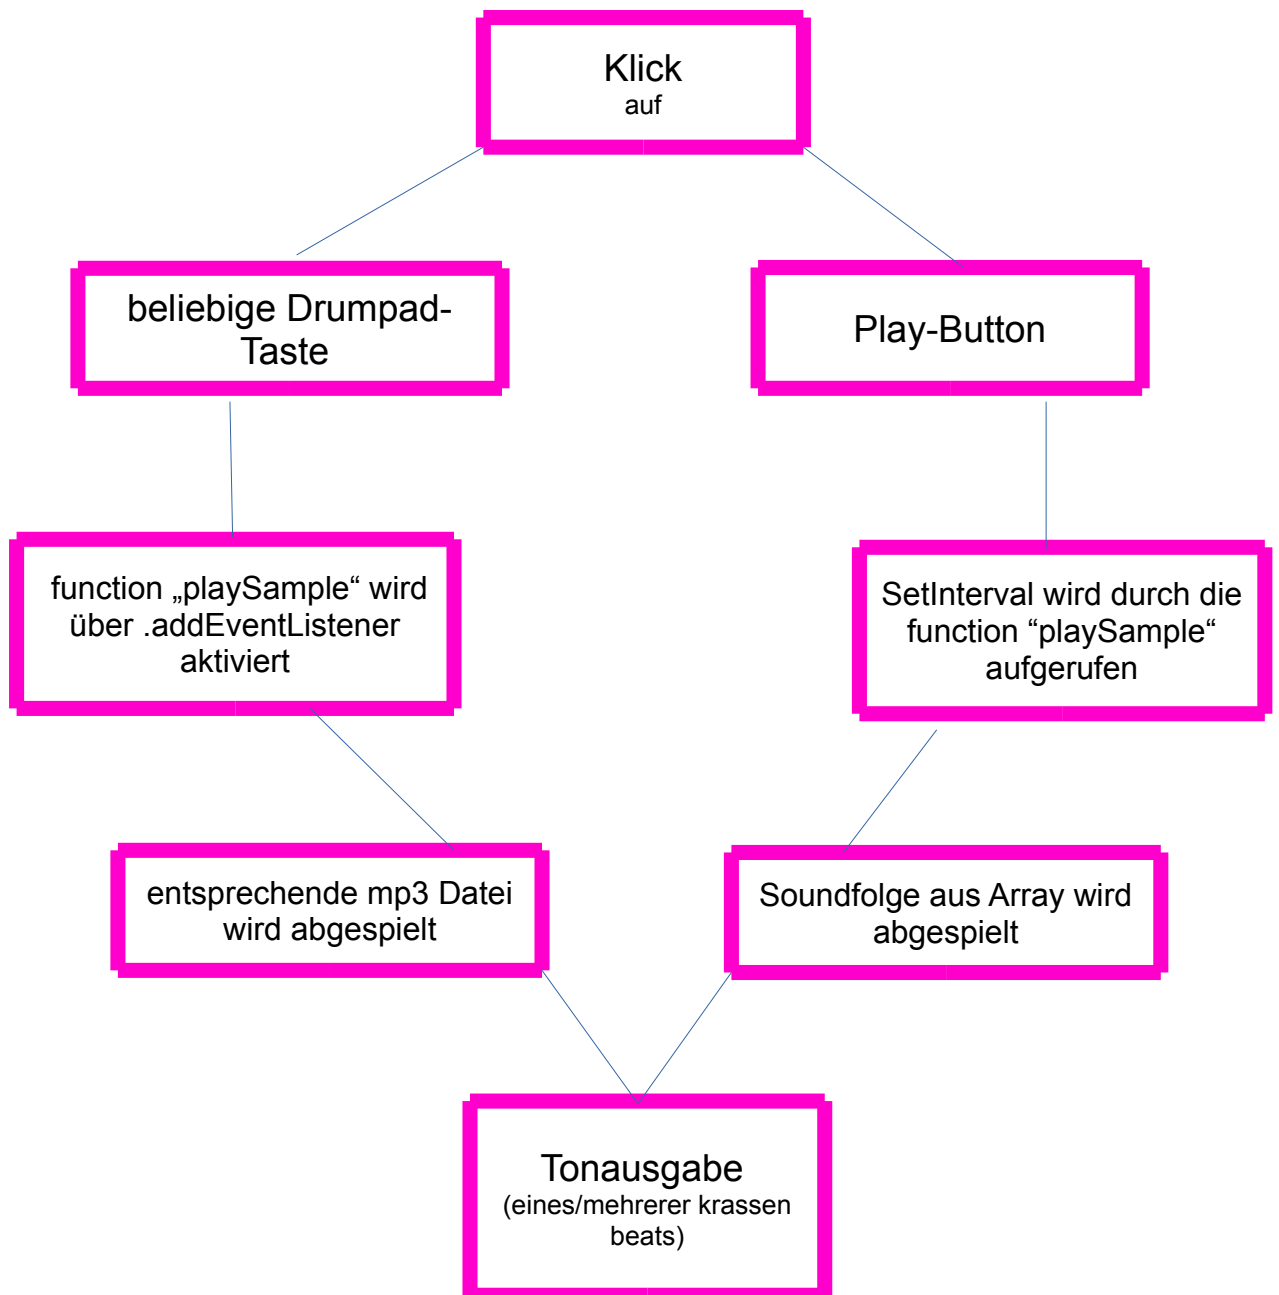 Klick
auf
beliebige Drumpad-
Taste
Play-Button
function „playSample“ wird
über .addEventListener
aktiviert
SetInterval wird durch die
function “playSample“
aufgerufen
entsprechende mp3 Datei
wird abgespielt
Soundfolge aus Array wird
abgespielt
Tonausgabe
(eines/mehrerer krassen
beats)